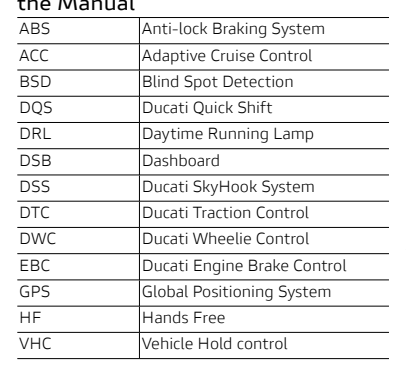 the Manual
ABS Anti-lock Braking System
ACC Adaptive Cruise Control
BSD Blind Spot Detection
DQS Ducati Quick Shift
DRL Daytime Running Lamp
DSB Dashboard
DSS Ducati SkyHook System
DTC Ducati Traction Control
DWC Ducati Wheelie Control
EBC Ducati Engine Brake Control
GPS Global Positioning System
HF Hands Free
VHC Vehicle Hold control